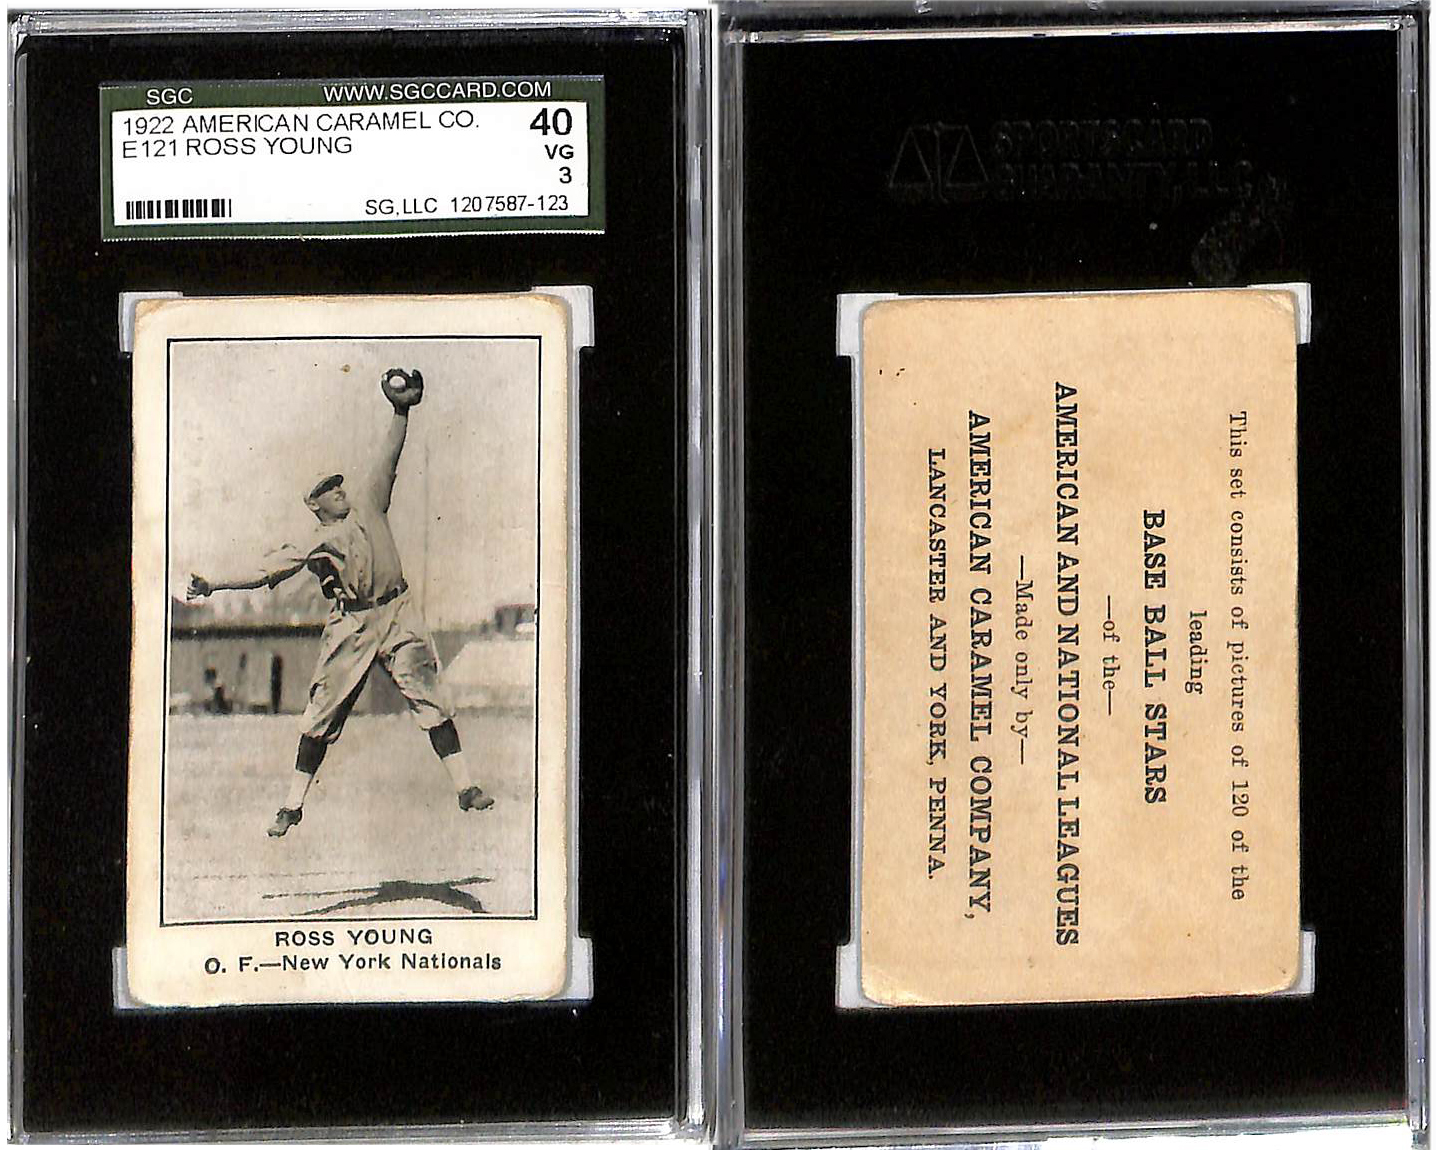 SGC WWW.SGCCARD.COM
1922 AMERICAN CARAMEL CO. 40
E121 ROSS YOUNG VG
3
SG, LLC 1207587-123
ROSS YOUNG
O. F.—New York Nationals
SPORTSCARD
GUARANTY, LLC
This set consists of pictures of 120 of the
leading
BASE BALL STARS
—of the—
AMERICAN AND NATIONAL LEAGUES
—Made only by—
AMERICAN CARAMEL COMPANY,
LANCASTER AND YORK, PENNA.